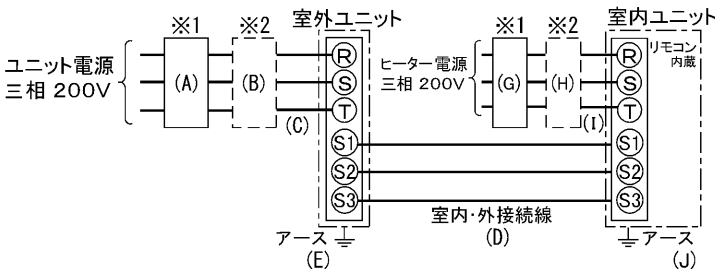 ※1
※2
室外ユニット
ユニット電源
三相 200V
(A)
(B)
(C)
R
S
T
S1
S2
S3
アース
(E)
※1
※2
室内ユニット
ヒーター電源
三相 200V
(G)
(H)
(I)
R
S
T
S1
S2
S3
リモコン
内蔵
室内・外接続線
(D)
アース
(J)